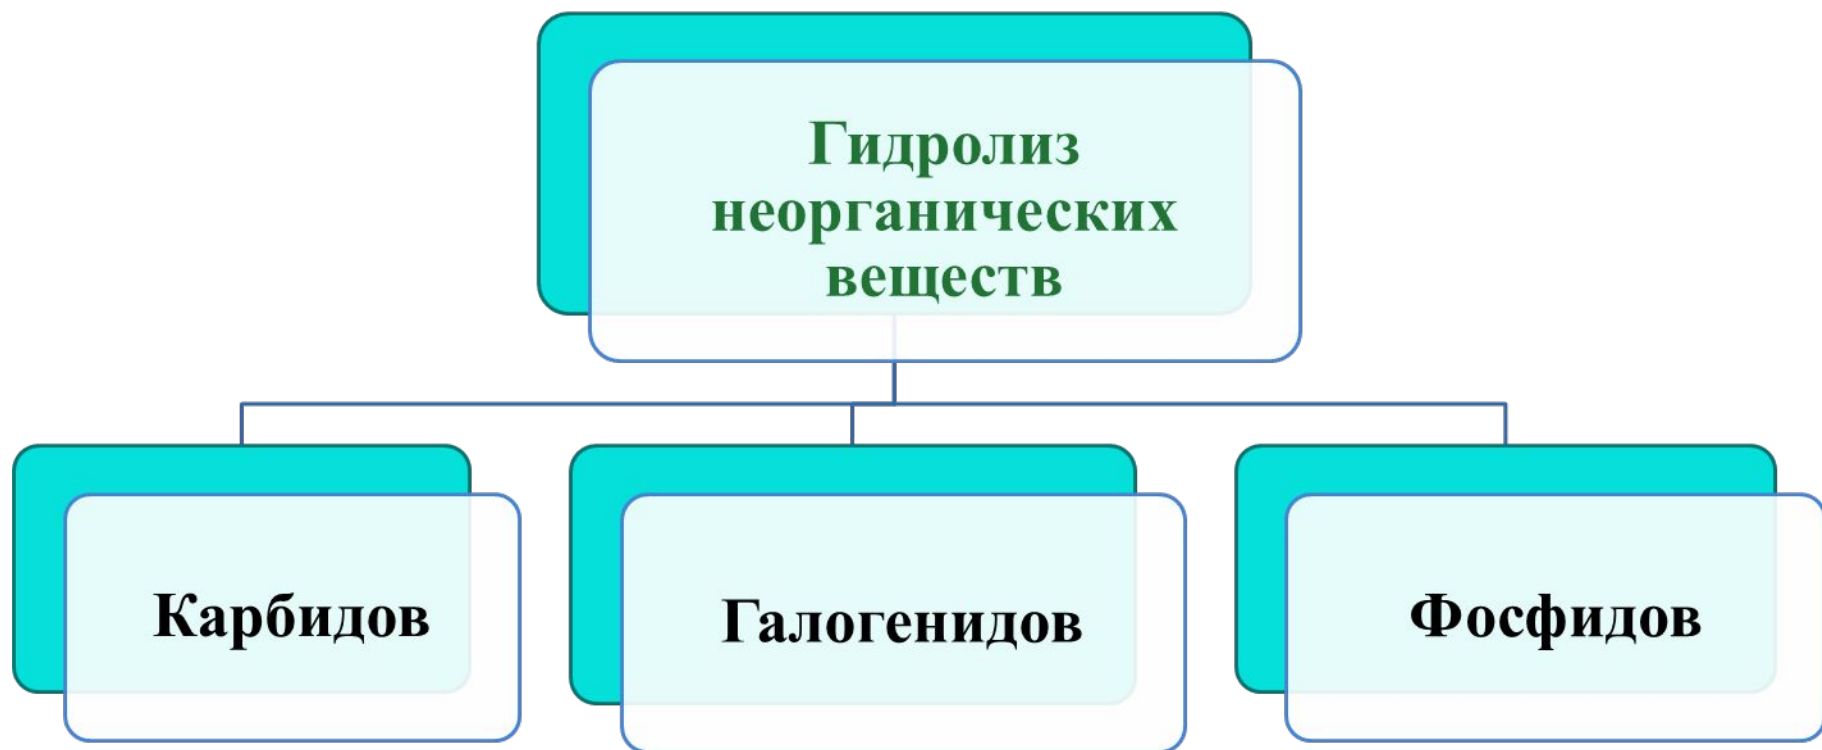 Гидролиз
неорганических
веществ
Карбидов
Галогенидов
Фосфидов